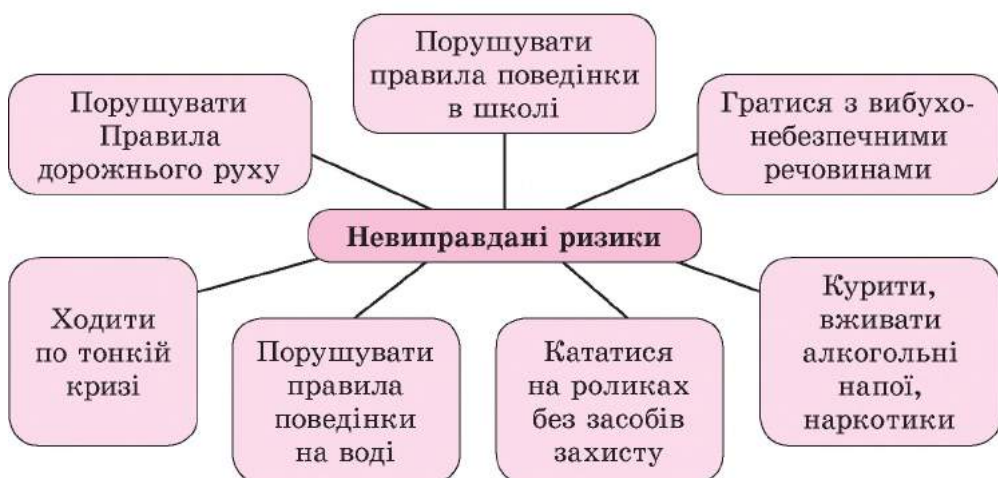 Порушувати
правила поведінки
в школі
Порушувати
Правила
дорожнього руху
Гратися з вибухо-
небезпечними
речовинами
Невиправдані ризики
Ходити
по тонкій
кризі
Порушувати
правила
поведінки
на воді
Кататися
на роликах
без засобів
захисту
Курити,
вживати
алкогольні
напої,
наркотики